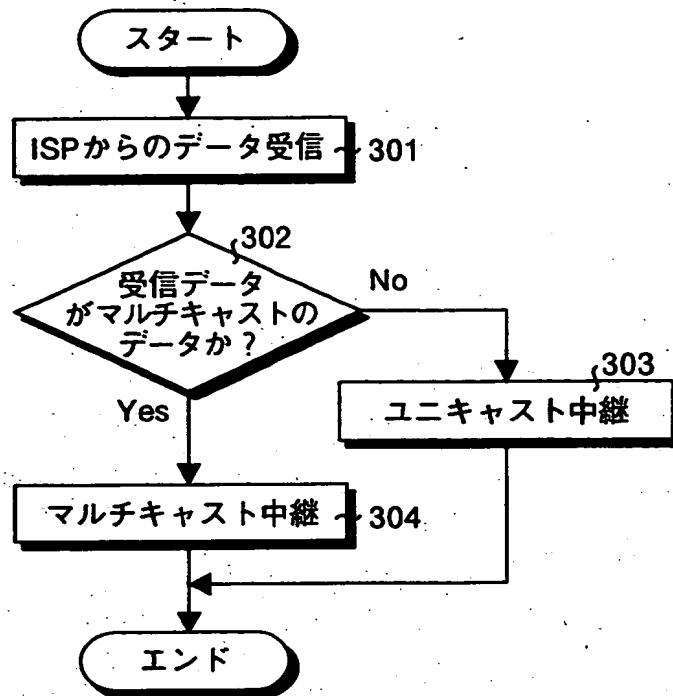 スタート
ISPからのデータ受信
301
302
受信データ
がマルチキャストの
データか?
No
303
ユニキャスト中継
Yes
マルチキャスト中継
304
エンド